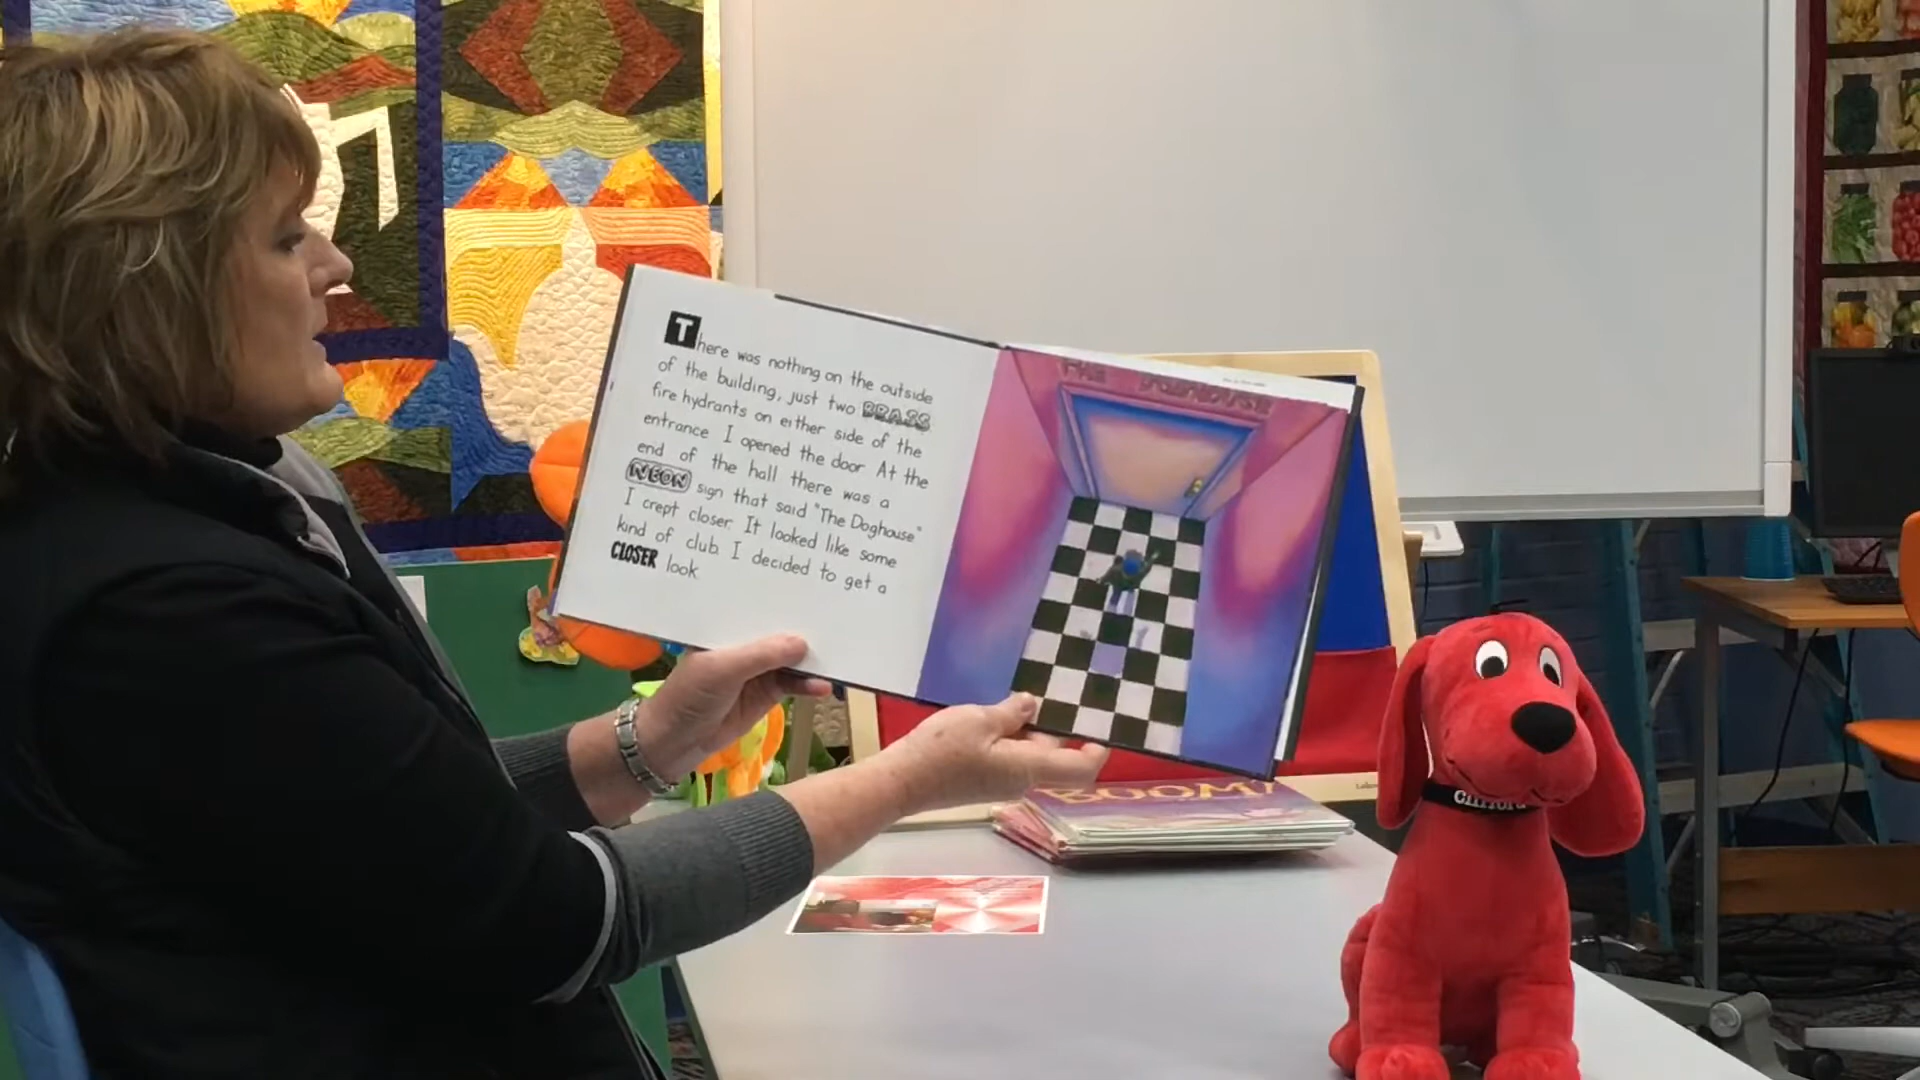 There was nothing on the outside
of the building, just two BRASS
fire hydrants on either side of the
entrance. I opened the door. At the
end of the hall there was a
NEON sign that said "The Doghouse"
I crept closer. It looked like some
kind of club. I decided to get a
CLOSER look.
THE DOGHOUSE
BOOM!
Clifford